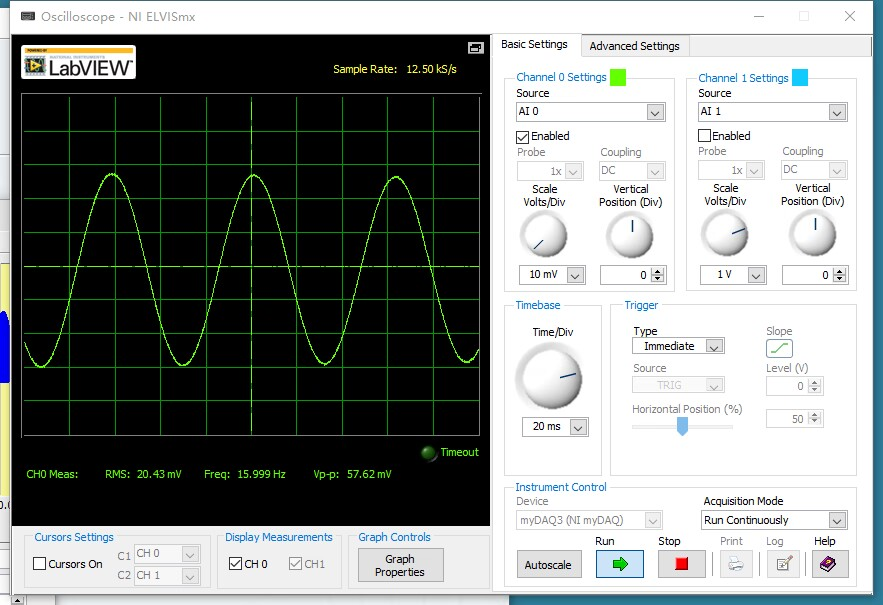 Oscilloscope - NI ELVISmx
POWERED BY
NATIONAL INSTRUMENTS
LabVIEW™
Sample Rate: 12.50 kS/s
Timeout
CH0 Meas: RMS: 20.43 mV Freq: 15.999 Hz Vp-p: 57.62 mV
Cursors Settings
Cursors On
C1 CH 0
C2 CH 1
Display Measurements
CH 0 CH1
Graph Controls
Graph
Properties
Basic Settings Advanced Settings
Channel 0 Settings
Source
AI 0
Enabled
Probe Coupling
1x DC
Scale Vertical
Volts/Div Position (Div)
10 mV 0
Channel 1 Settings
Source
AI 1
Enabled
Probe Coupling
1x DC
Scale Vertical
Volts/Div Position (Div)
1 V 0
Timebase
Time/Div
20 ms
Trigger
Type Slope
Immediate
Source Level (V)
TRIG 0
Horizontal Position (%)
50
Instrument Control
Device Acquisition Mode
myDAQ3 (NI myDAQ) Run Continuously
Run Stop Print Log Help
Autoscale